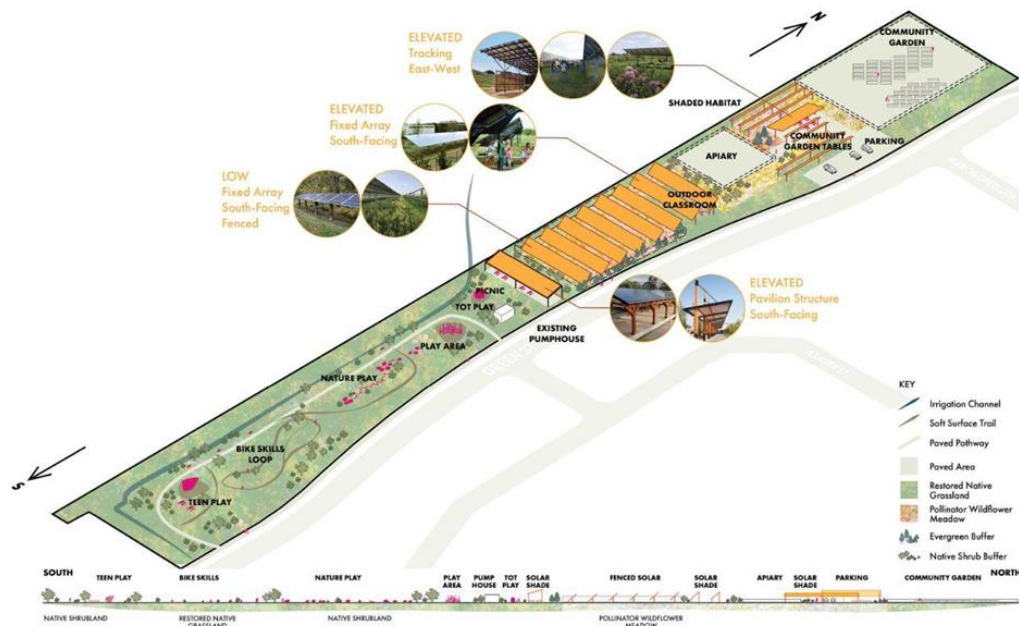 N
COMMUNITY
GARDEN
ELEVATED
Tracking
East-West
SHADED HABITAT
ELEVATED
Fixed Array
South-Facing
COMMUNITY
GARDEN TABLES
PARKING
APIARY
LOW
Fixed Array
South-Facing
Fenced
OUTDOOR
CLASSROOM
PICNIC
TOT PLAY
ELEVATED
Pavilion Structure
South-Facing
EXISTING
PUMPHOUSE
PLAY AREA
NATURE PLAY
BIKE SKILLS
LOOP
TEEN PLAY
S
KEY
Irrigation Channel
Soft Surface Trail
Paved Pathway
Paved Area
Restored Native
Grassland
Pollinator Wildflower
Meadow
Evergreen Buffer
Native Shrub Buffer
SOUTH
TEEN PLAY
BIKE SKILLS
NATURE PLAY
PLAY
AREA
PUMP
HOUSE
TOT
PLAY
SOLAR
SHADE
FENCED SOLAR
SOLAR
SHADE
APIARY
SOLAR
SHADE
PARKING
COMMUNITY GARDEN
NORTH
NATIVE SHRUBLAND
RESTORED NATIVE
GRASSLAND
NATIVE SHRUBLAND
POLLINATOR WILDFLOWER
MEADOW